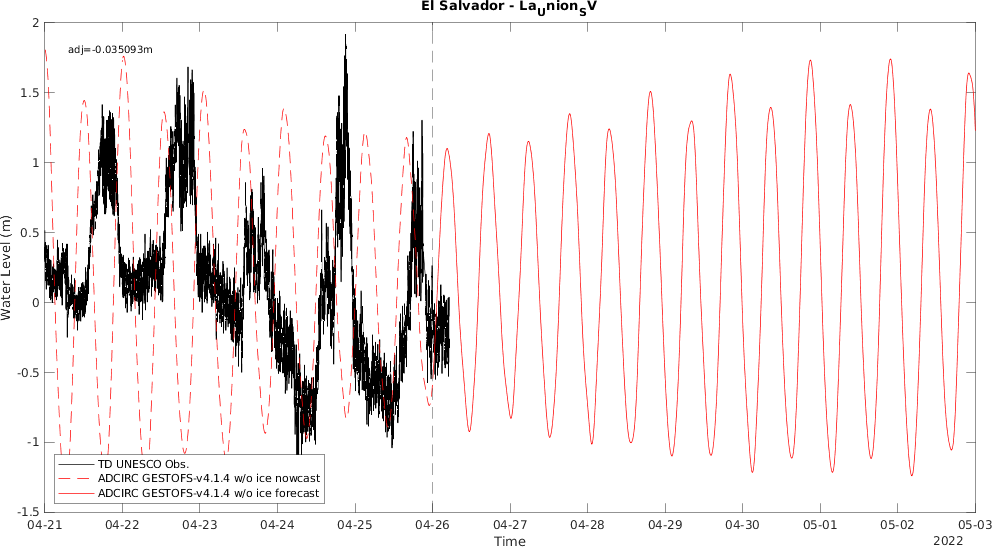 El Salvador - LaUnionSV
adj=-0.035093m
2
1.5
1
0.5
0
-0.5
-1
-1.5
Water Level (m)
TD UNESCO Obs.
ADCIRC GESTOFS-v4.1.4 w/o ice nowcast
ADCIRC GESTOFS-v4.1.4 w/o ice forecast
04-21 04-22 04-23 04-24 04-25 04-26 04-27 04-28 04-29 04-30 05-01 05-02 05-03
Time
2022